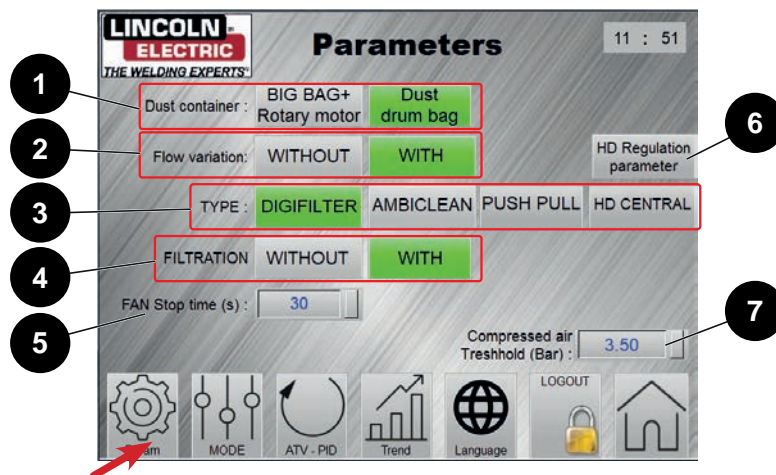 LINCOLN
ELECTRIC
THE WELDING EXPERTS®
Parameters
11 : 51
1
Dust container :
BIG BAG+
Rotary motor
Dust
drum bag
2
Flow variation:
WITHOUT
WITH
HD Regulation
parameter
6
3
TYPE :
DIGIFILTER
AMBICLEAN
PUSH PULL
HD CENTRAL
4
FILTRATION
WITHOUT
WITH
5
FAN Stop time (s) :
30
Compressed air
Treshhold (Bar) :
3.50
7
MODE
ATV - PID
Trend
Language
LOGOUT